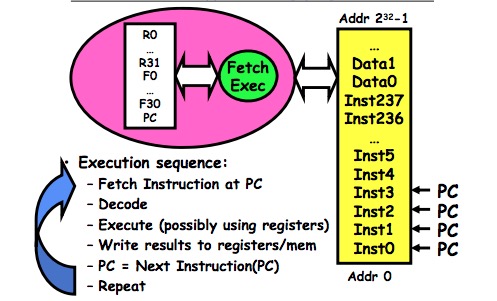 Addr 2³²-1
R0
…
R31
F0
…
F30
PC
Fetch
Exec
…
Data1
Data0
Inst237
Inst236
…
Inst5
Inst4
Inst3 PC
Inst2 PC
Inst1 PC
Inst0 PC
Addr 0
· Execution sequence:
- Fetch Instruction at PC
- Decode
- Execute (possibly using registers)
- Write results to registers/mem
- PC = Next Instruction(PC)
- Repeat